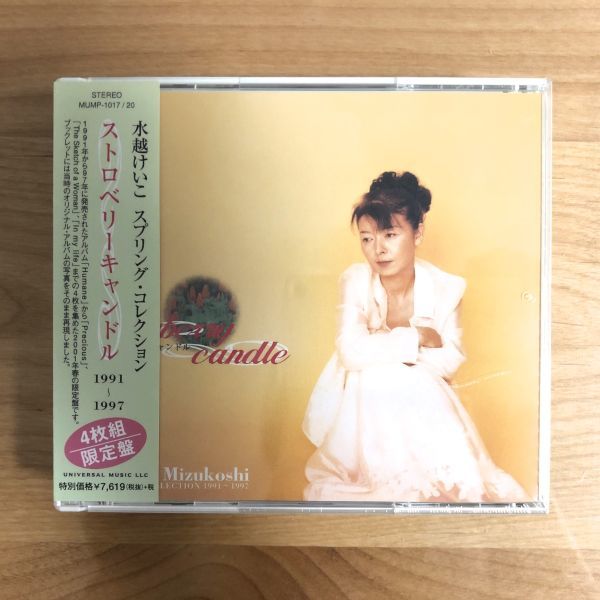 STEREO
MUMP-1017/20
水越けいこ スプリング・コレクション
ストロベリーキャンドル
1991
～
1997
1991年から97年に発売されたアルバム「Humane」から「Precious」、
「The Sketch of a Woman」、「in my life」までの4枚を集めた2001年春の限定盤です。
ブックレットには当時のオリジナル・アルバムの写真をそのまま再現しました。
4枚組
限定盤
UNIVERSAL MUSIC LLC
特別価格¥7,619(税抜)+税
candle
ャンドル
Mizukoshi
LECTION 1991～1997